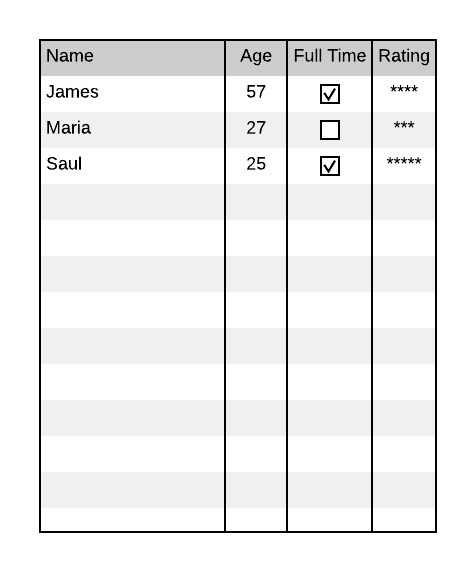 Name Age Full Time Rating
James 57 ****
Maria 27 ***
Saul 25 *****